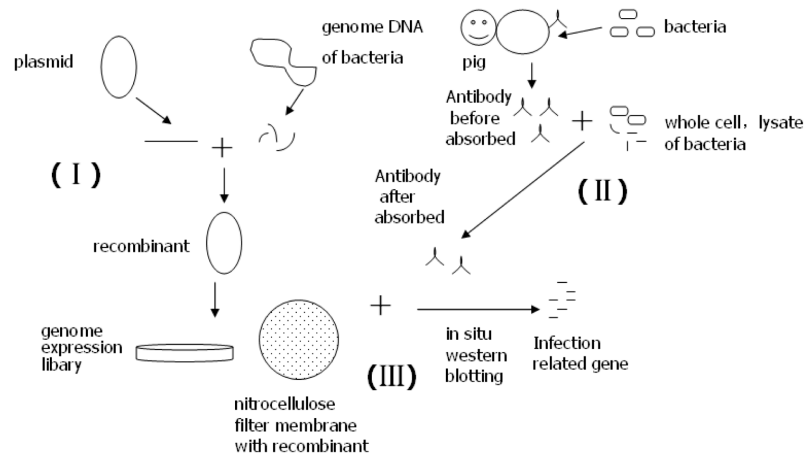 plasmid
genome DNA
of bacteria
(Ⅰ)
+
recombinant
genome
expression
libary
nitrocellose
filter membrane
with recombinant
bacteria
pig
Antibody
before
absorbed
+
whole cell, lysate
of bacteria
(Ⅱ)
Antibody
after
absorbed
+
(III)
in situ
western
blotting
Infection
related gene